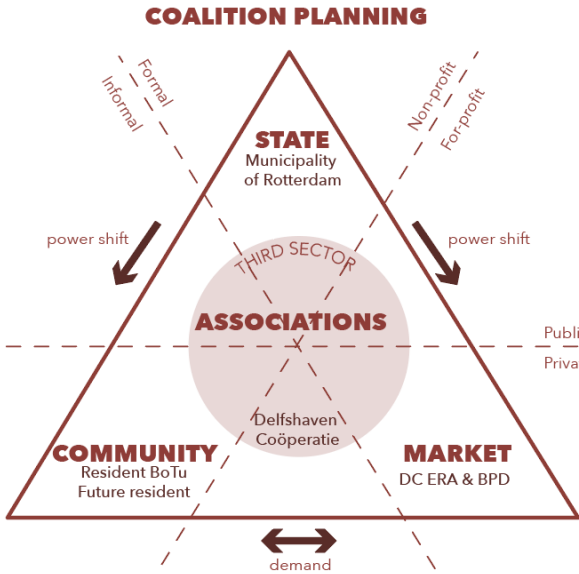 COALITION PLANNING
Formal
Informal
Non-profit
For-profit
STATE
Municipality
of Rotterdam
power shift
power shift
THIRD SECTOR
ASSOCIATIONS
Publi
Priva
Delfshaven
Coöperatie
COMMUNITY
Resident BoTu
Future resident
MARKET
DC ERA & BPD
demand